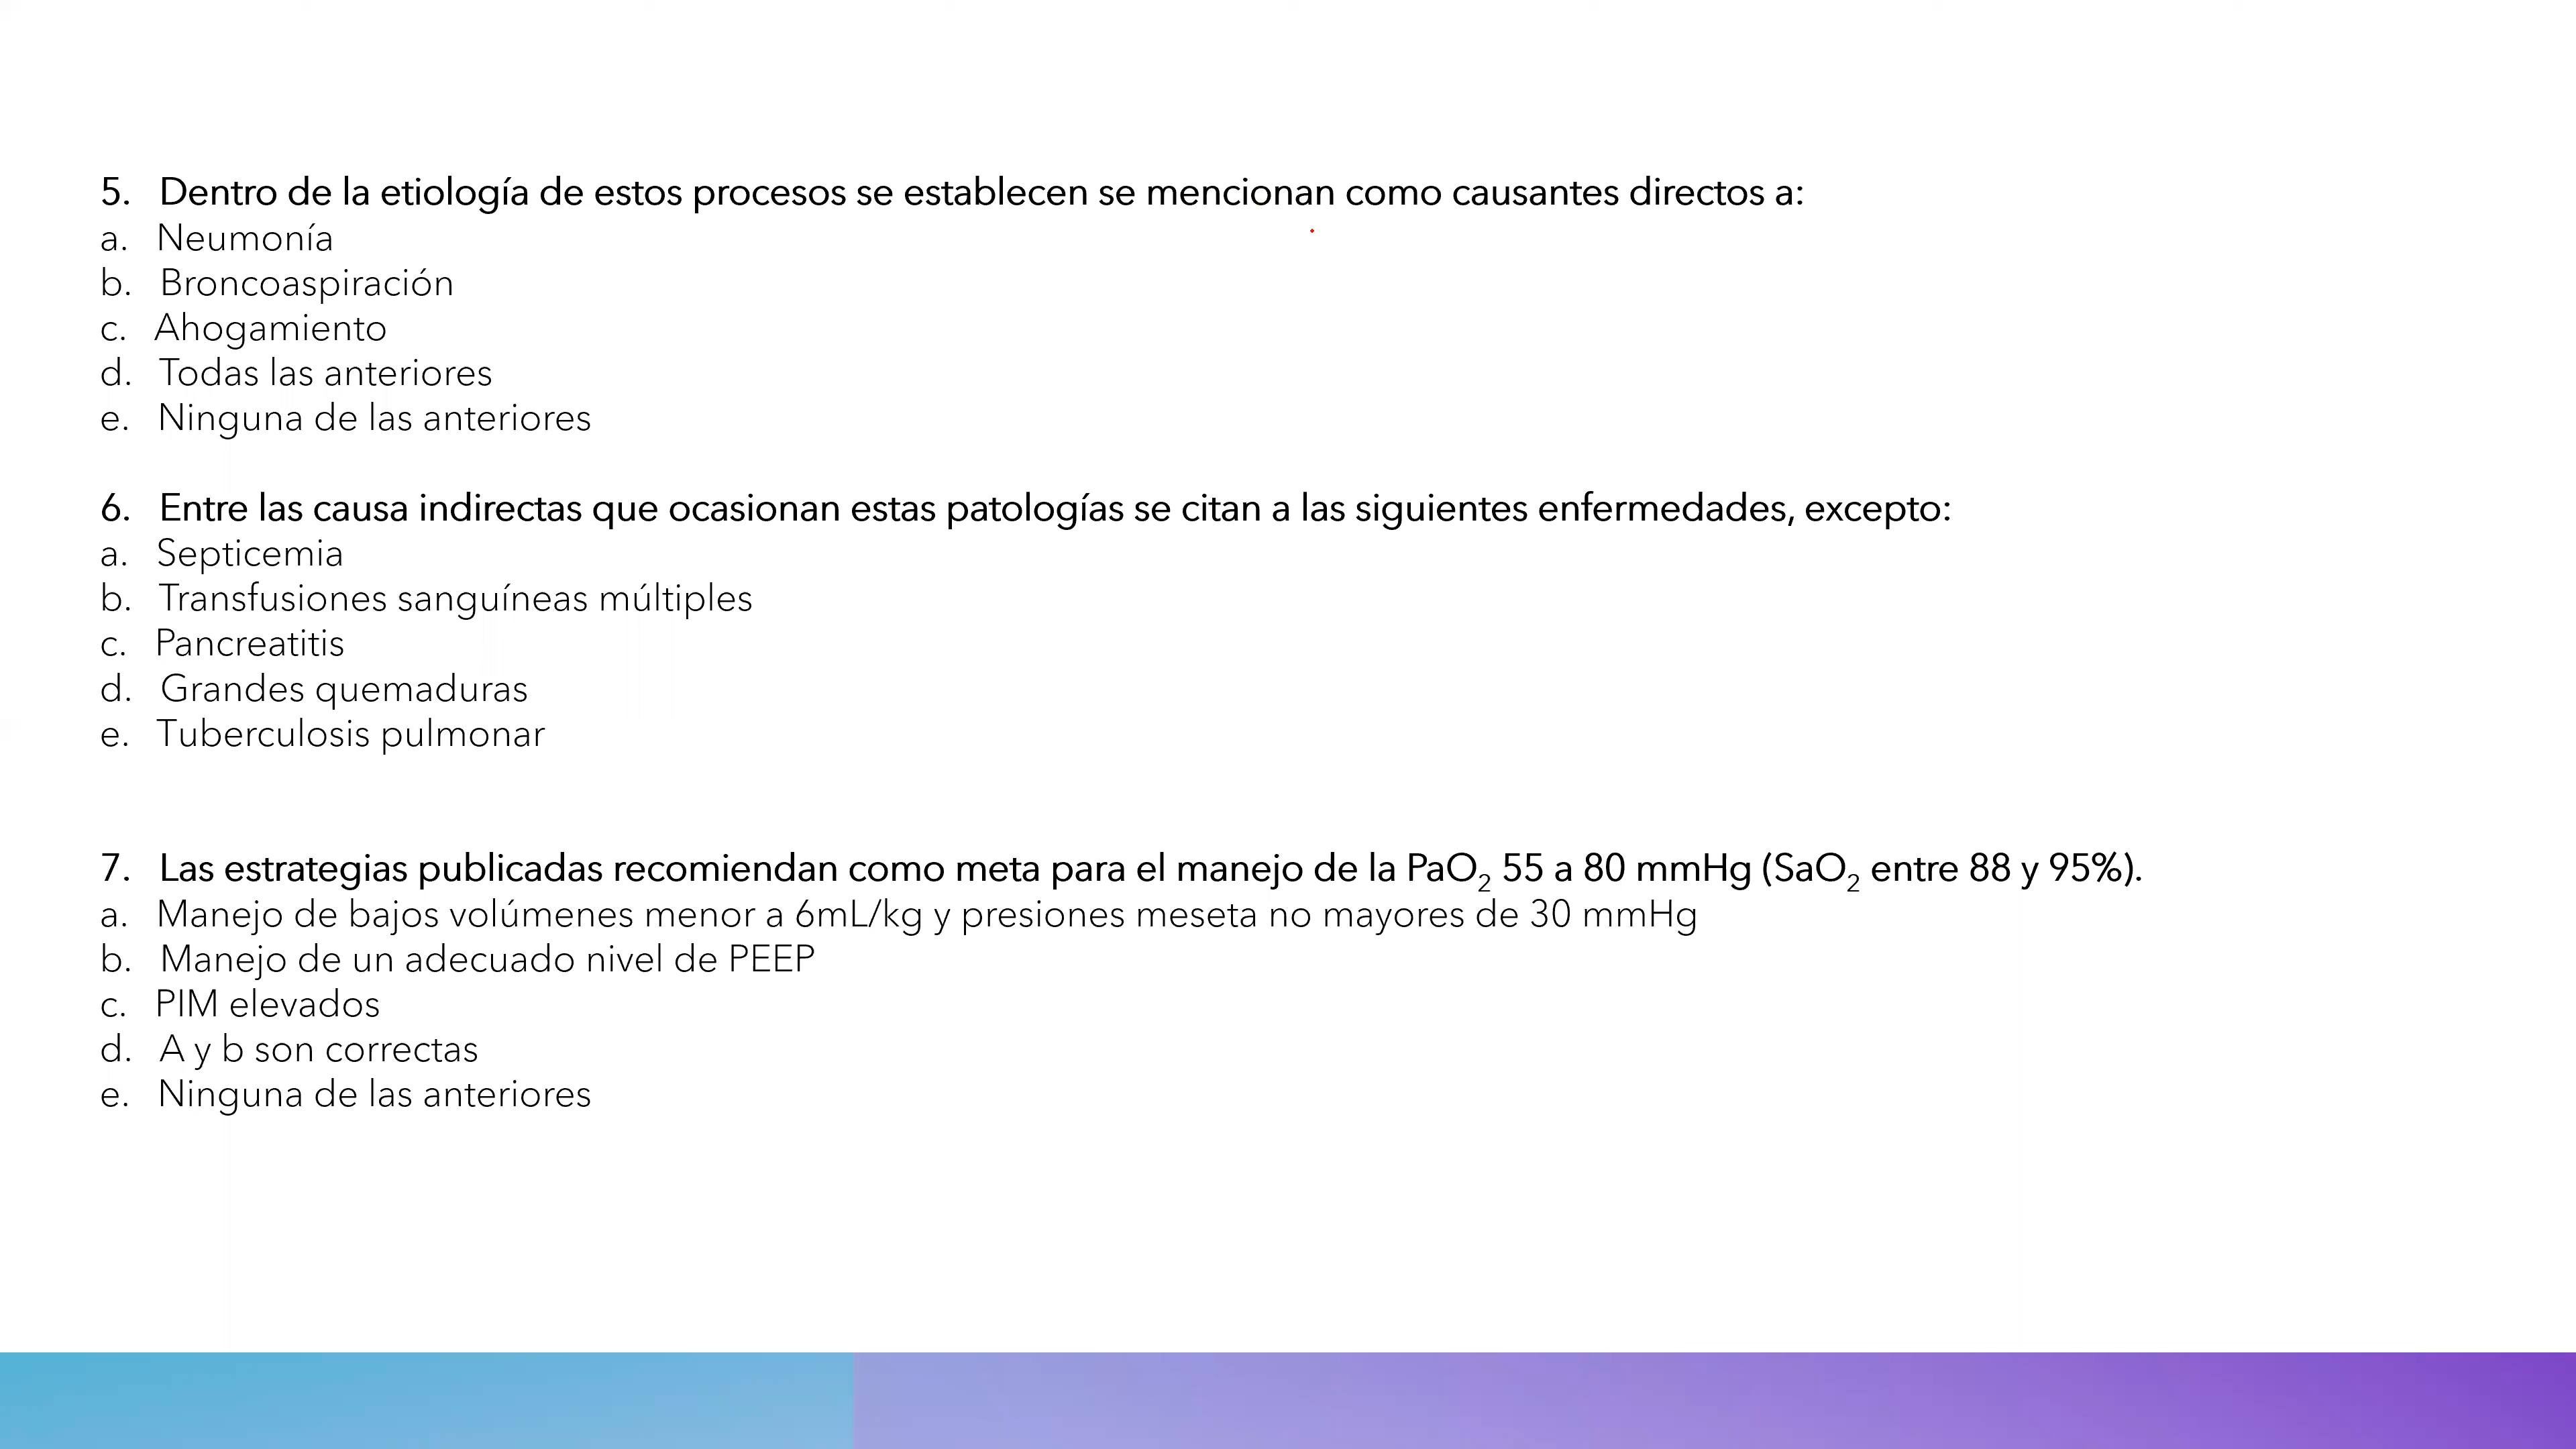 5. Dentro de la etiología de estos procesos se establecen se mencionan como causantes directos a:
a. Neumonía
b. Broncoaspiración
c. Ahogamiento
d. Todas las anteriores
e. Ninguna de las anteriores
6. Entre las causa indirectas que ocasionan estas patologías se citan a las siguientes enfermedades, excepto:
a. Septicemia
b. Transfusiones sanguíneas múltiples
c. Pancreatitis
d. Grandes quemaduras
e. Tuberculosis pulmonar
7. Las estrategias publicadas recomiendan como meta para el manejo de la PaO₂ 55 a 80 mmHg (SaO₂ entre 88 y 95%).
a. Manejo de bajos volúmenes menor a 6mL/kg y presiones meseta no mayores de 30 mmHg
b. Manejo de un adecuado nivel de PEEP
c. PIM elevados
d. A y b son correctas
e. Ninguna de las anteriores